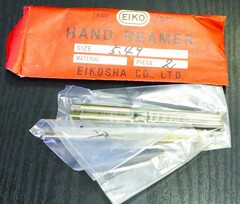 EIKO
HAND REAMER
SIZE 5.49
MATERIAL PIECE 2
EIKOSHA CO. LTD.